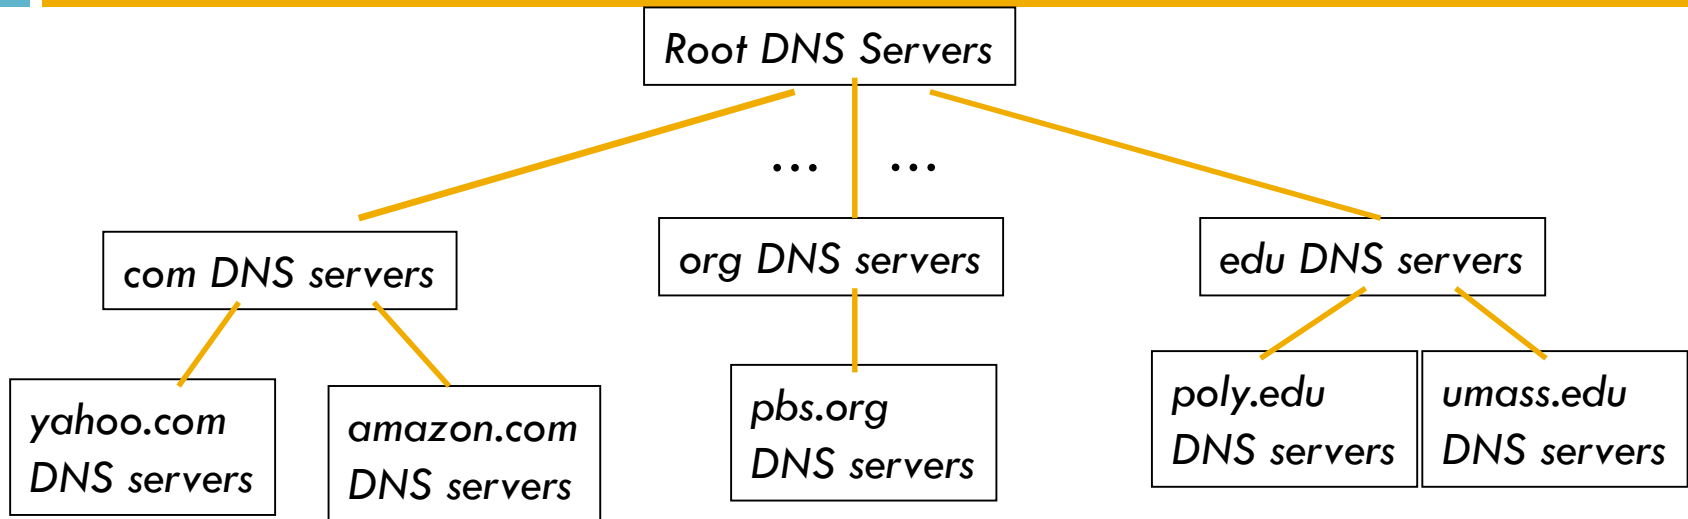 Root DNS Servers
... ...
com DNS servers
org DNS servers
edu DNS servers
yahoo.com
DNS servers
amazon.com
DNS servers
pbs.org
DNS servers
poly.edu
DNS servers
umass.edu
DNS servers